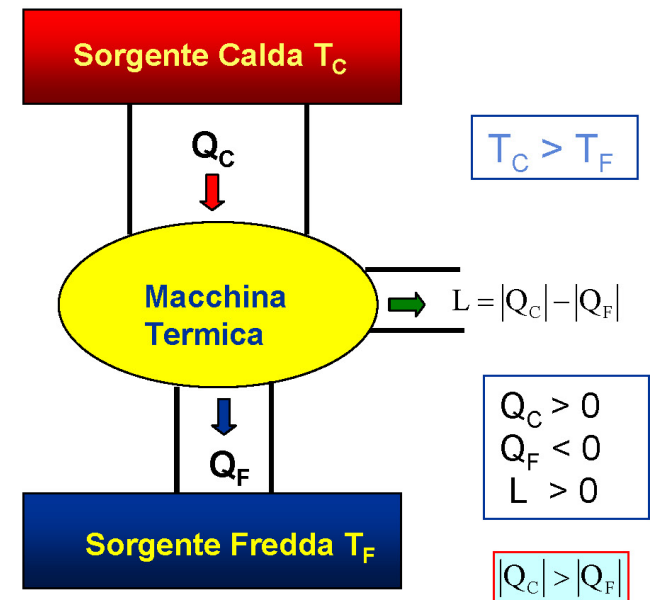 Sorgente Calda T_C
Q_C
T_C > T_F
Macchina
Termica
L = |Q_C| − |Q_F|
Q_C > 0
Q_F < 0
L > 0
Q_F
Sorgente Fredda T_F
|Q_C| > |Q_F|